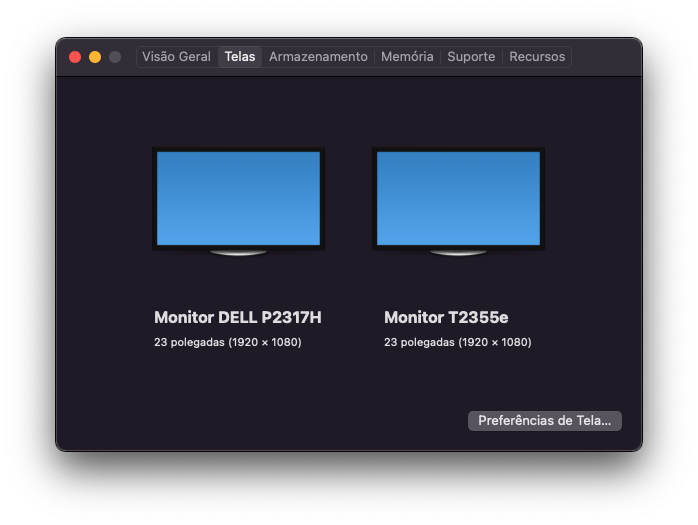 Visão Geral Telas Armazenamento Memória Suporte Recursos
Monitor DELL P2317H
23 polegadas (1920 × 1080)
Monitor T2355e
23 polegadas (1920 × 1080)
Preferências de Tela...